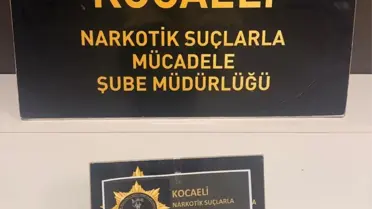 KOCAELİ
NARKOTİK SUÇLARLA
MÜCADELE
ŞUBE MÜDÜRLÜĞÜ
KOCAELİ
NARKOTİK SUÇLARLA